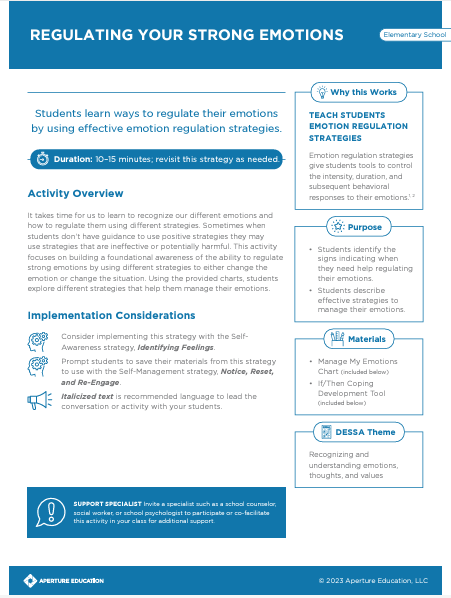 REGULATING YOUR STRONG EMOTIONS
Elementary School
Students learn ways to regulate their emotions
by using effective emotion regulation strategies.
Duration: 10–15 minutes; revisit this strategy as needed.
Activity Overview
It takes time for us to learn to recognize our different emotions and
how to regulate them using different strategies. Sometimes when
students don't have guidance to use positive strategies they may
use strategies that are ineffective or potentially harmful. This activity
focuses on building a foundational awareness of the ability to regulate
strong emotions by using different strategies to either change the
emotion or change the situation. Using the provided charts, students
explore different strategies that help them manage their emotions.
Implementation Considerations
Consider implementing this strategy with the Self-
Awareness strategy, Identifying Feelings.
Prompt students to save their materials from this strategy
to use with the Self-Management strategy, Notice, Reset,
and Re-Engage.
Italicized text is recommended language to lead the
conversation or activity with your students.
SUPPORT SPECIALIST Invite a specialist such as a school counselor,
social worker, or school psychologist to participate or co-facilitate
this activity in your class for additional support.
Why this Works
TEACH STUDENTS
EMOTION REGULATION
STRATEGIES
Emotion regulation strategies
give students tools to control
the intensity, duration, and
subsequent behavioral
responses to their emotions.¹ ²
Purpose
• Students identify the
signs indicating when
they need help regulating
their emotions.
• Students describe
effective strategies to
manage their emotions.
Materials
• Manage My Emotions
Chart (included below)
• If/Then Coping
Development Tool
(included below)
DESSA Theme
Recognizing and
understanding emotions,
thoughts, and values
APERTURE EDUCATION
© 2023 Aperture Education, LLC